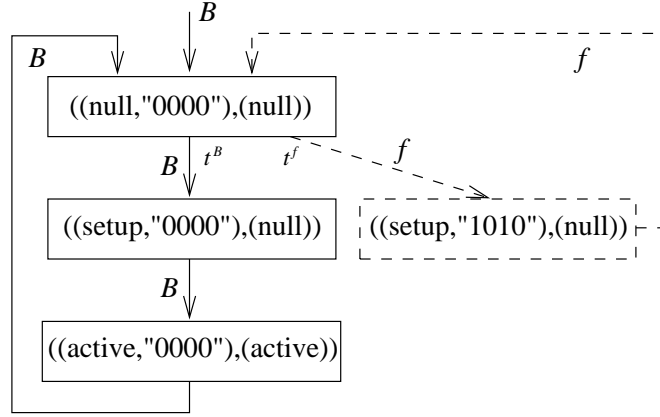 B
B
f
((null,"0000"),(null))
B
t^B
t^f
f
((setup,"0000"),(null))
((setup,"1010"),(null))
B
((active,"0000"),(active))